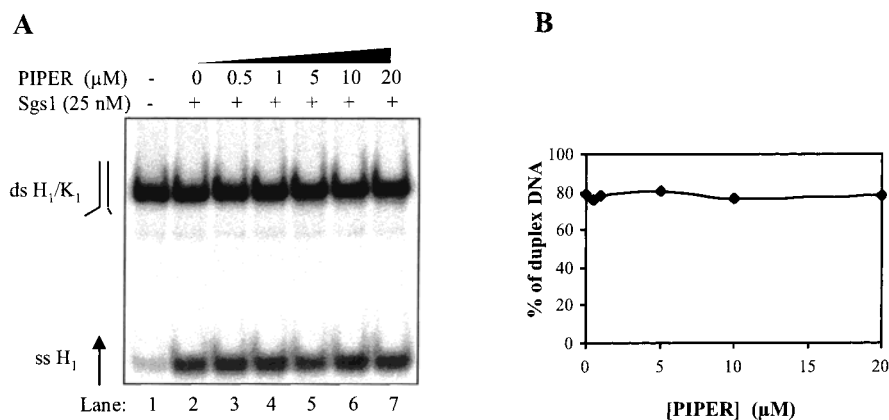 A
PIPER (μM) - 0 0.5 1 5 10 20
Sgs1 (25 nM) - + + + + + +
ds H₁/K₁
ss H₁
Lane: 1 2 3 4 5 6 7
B
100
80
60
40
20
0
% of duplex DNA
0 5 10 15 20
[PIPER] (μM)